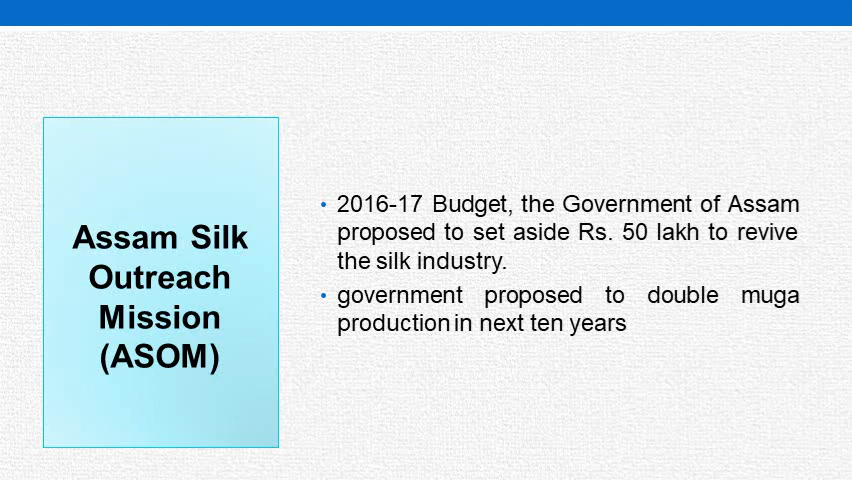 Assam Silk
Outreach
Mission
(ASOM)
• 2016-17 Budget, the Government of Assam
proposed to set aside Rs. 50 lakh to revive
the silk industry.
• government proposed to double muga
production in next ten years